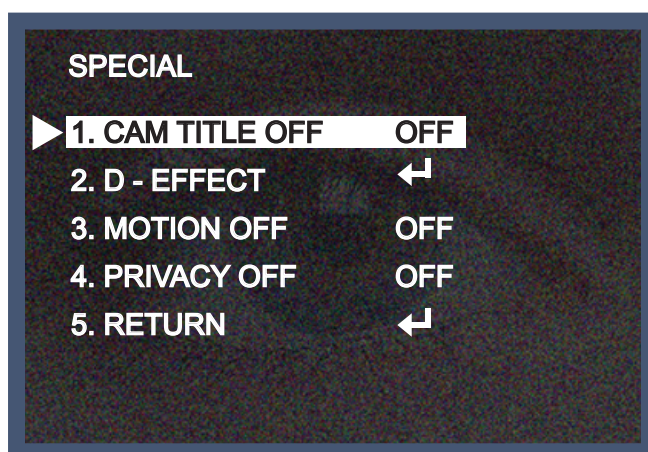 SPECIAL
1. CAM TITLE OFF OFF
2. D - EFFECT ↵
3. MOTION OFF OFF
4. PRIVACY OFF OFF
5. RETURN ↵